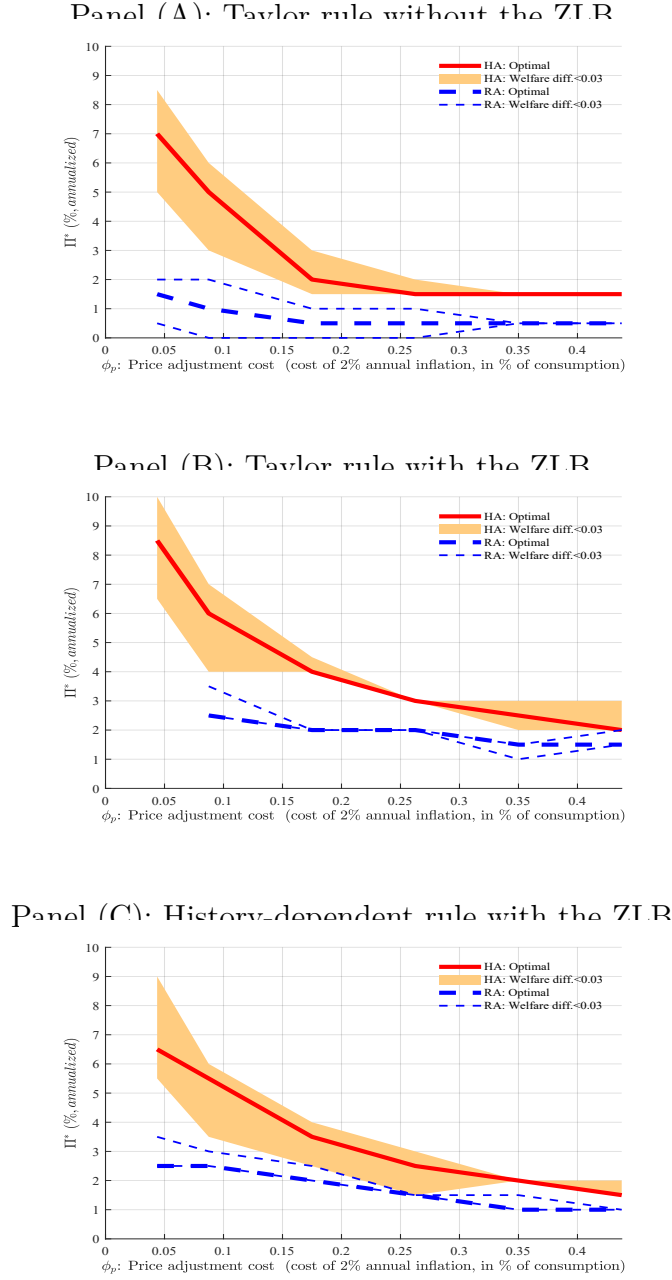 Panel (A): Taylor rule without the ZLB
10
9
8
7
6
5
4
3
2
1
0
Π* (%, annualized)
HA: Optimal
HA: Welfare diff.<0.03
RA: Optimal
RA: Welfare diff.<0.03
0 0.05 0.1 0.15 0.2 0.25 0.3 0.35 0.4
ϕp: Price adjustment cost (cost of 2% annual inflation, in % of consumption)
Panel (B): Taylor rule with the ZLB
10
9
8
7
6
5
4
3
2
1
0
Π* (%, annualized)
HA: Optimal
HA: Welfare diff.<0.03
RA: Optimal
RA: Welfare diff.<0.03
0 0.05 0.1 0.15 0.2 0.25 0.3 0.35 0.4
ϕp: Price adjustment cost (cost of 2% annual inflation, in % of consumption)
Panel (C): History-dependent rule with the ZLB
10
9
8
7
6
5
4
3
2
1
0
Π* (%, annualized)
HA: Optimal
HA: Welfare diff.<0.03
RA: Optimal
RA: Welfare diff.<0.03
0 0.05 0.1 0.15 0.2 0.25 0.3 0.35 0.4
ϕp: Price adjustment cost (cost of 2% annual inflation, in % of consumption)